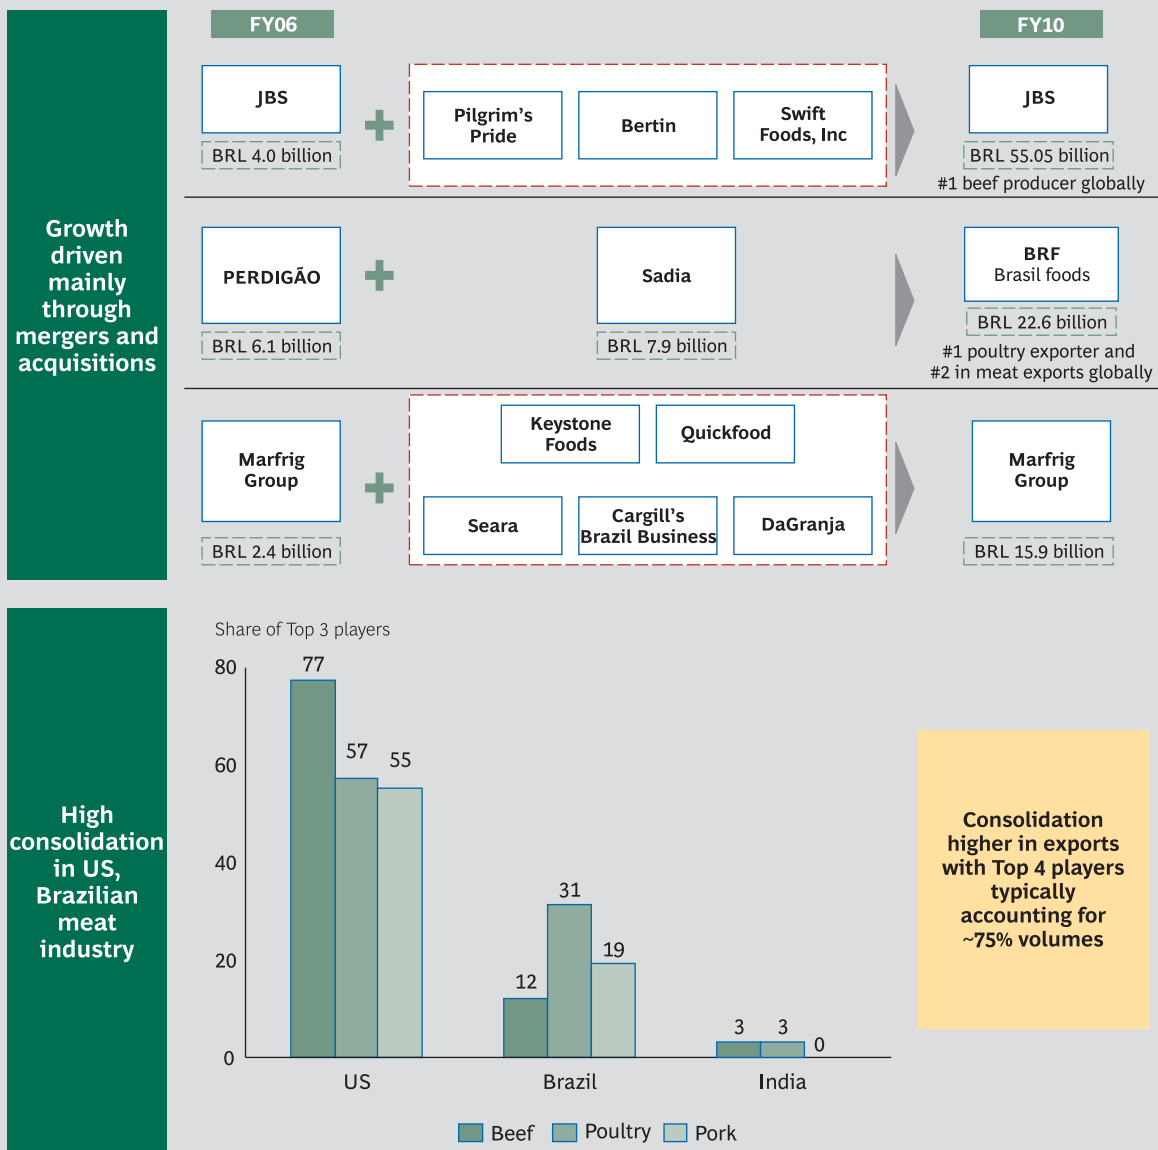 FY06
FY10
Growth
driven
mainly
through
mergers and
acquisitions
JBS
BRL 4.0 billion
Pilgrim's
Pride
Bertin
Swift
Foods, Inc
JBS
BRL 55.05 billion
#1 beef producer globally
PERDIGÃO
BRL 6.1 billion
Sadia
BRL 7.9 billion
BRF
Brasil foods
BRL 22.6 billion
#1 poultry exporter and
#2 in meat exports globally
Marfrig
Group
BRL 2.4 billion
Keystone
Foods
Quickfood
Seara
Cargill's
Brazil Business
DaGranja
Marfrig
Group
BRL 15.9 billion
High
consolidation
in US,
Brazilian
meat
industry
Share of Top 3 players
80
60
40
20
0
77
57
55
12
31
19
3
3
0
US
Brazil
India
Beef
Poultry
Pork
Consolidation
higher in exports
with Top 4 players
typically
accounting for
~75% volumes